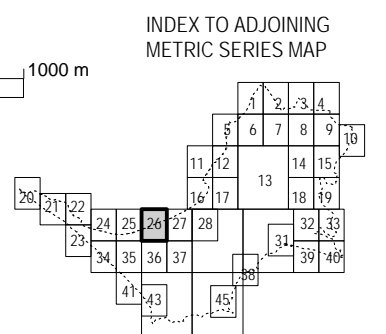 INDEX TO ADJOINING
METRIC SERIES MAP
1000 m
1 2 3 4
5 6 7 8 9 10
11 12 13 14 15
16 17 18 19
20 21 22
23 24 25 26 27 28 31 32 33
34 35 36 37 38 39 40
41 43 45